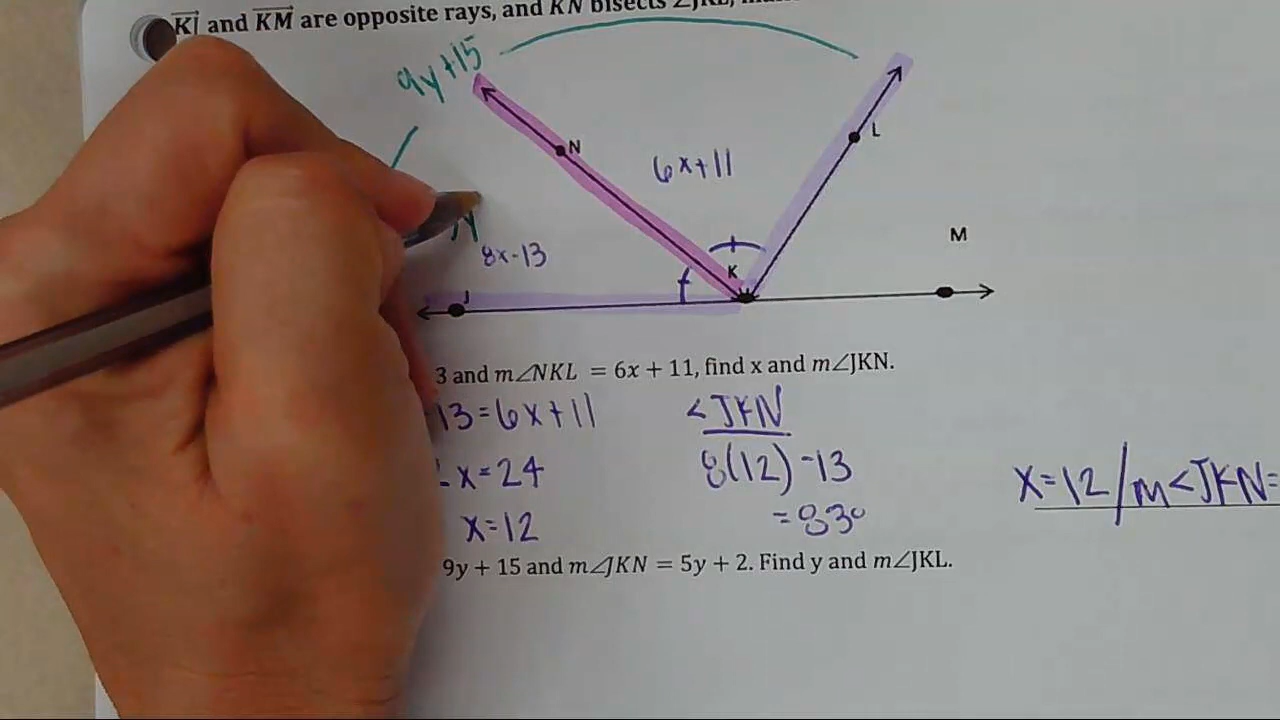 KJ and KM are opposite rays, and KN bisects ∠JKL,
9y+15
N
L
6x+11
M
8x-13
K
J
3 and m∠NKL = 6x + 11, find x and m∠JKN.
13=6x+11
<JKN
x=24
8(12)-13
x=12
=83°
x=12/m<JKN=
9y + 15 and m∠JKN = 5y + 2. Find y and m∠JKL.